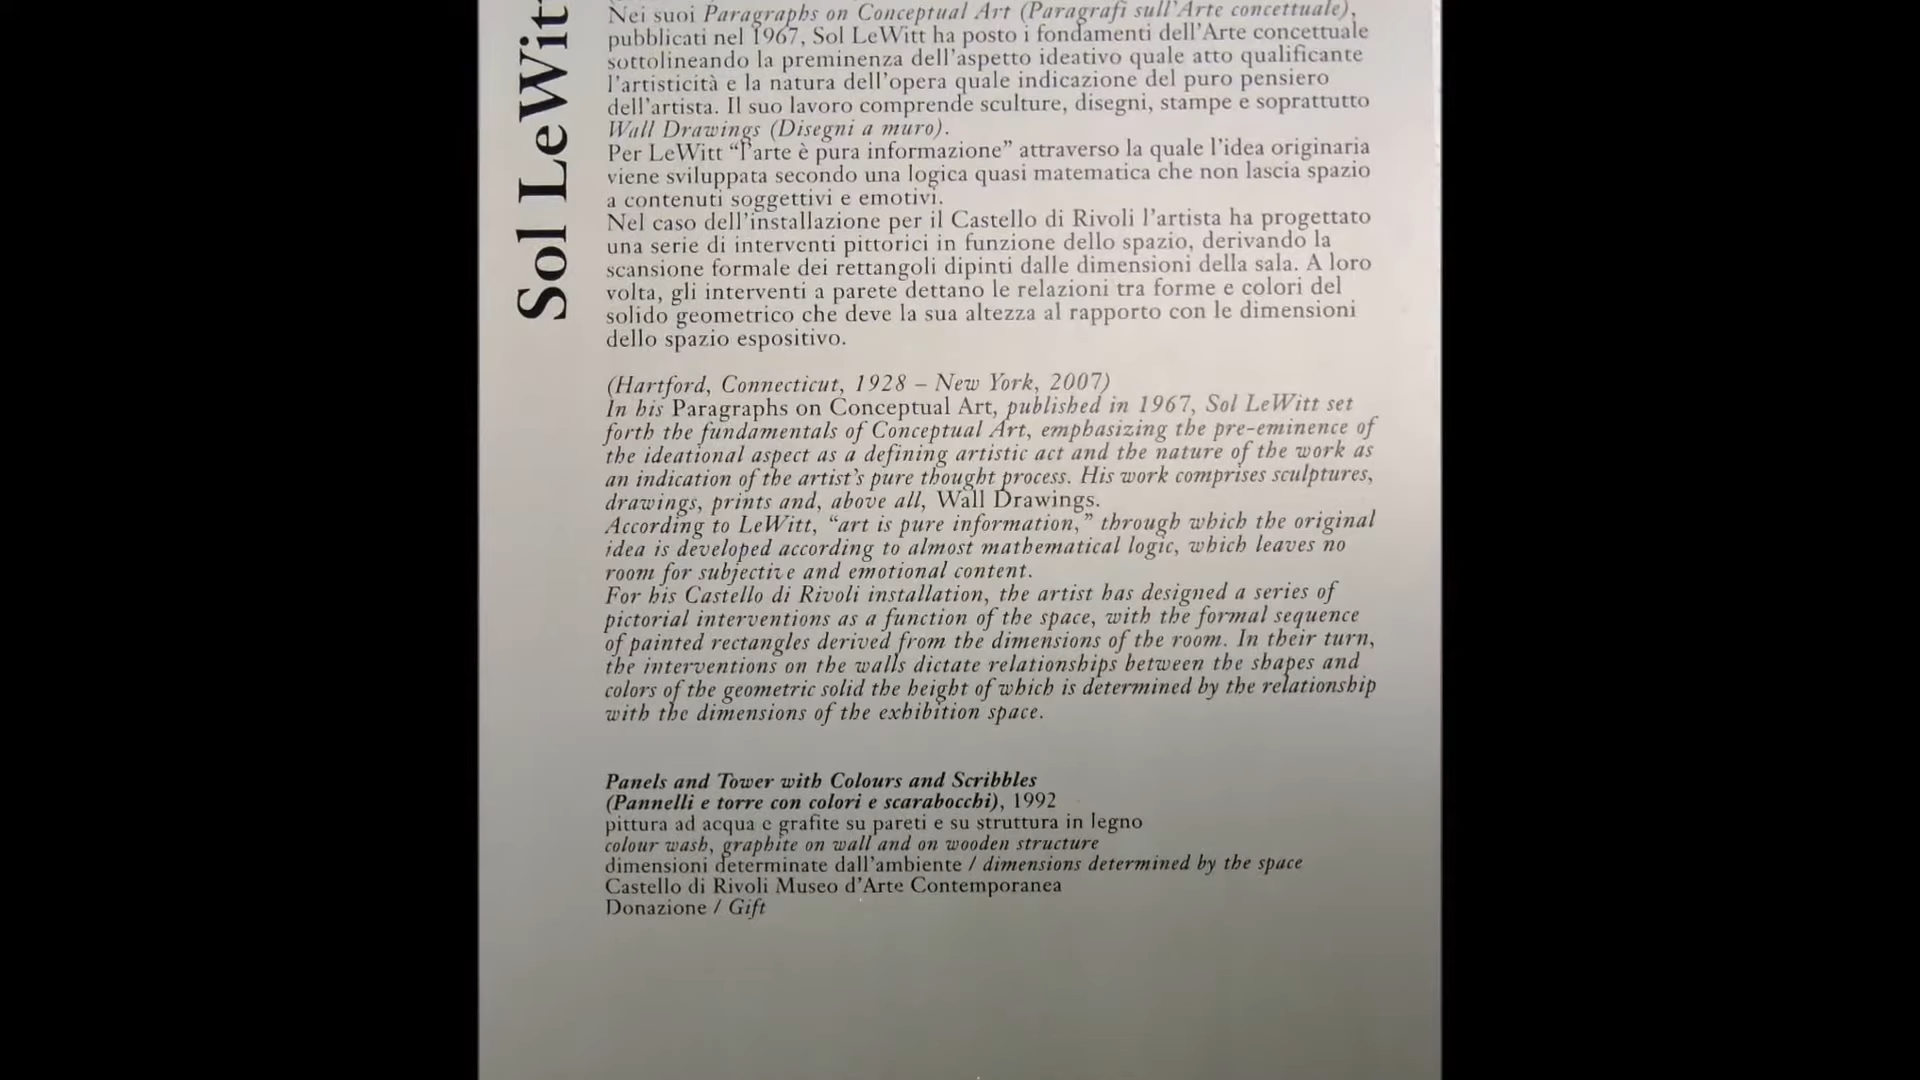 Sol LeWitt
Nei suoi Paragraphs on Conceptual Art (Paragrafi sull'Arte concettuale),
pubblicati nel 1967, Sol LeWitt ha posto i fondamenti dell'Arte concettuale
sottolineando la preminenza dell'aspetto ideativo quale atto qualificante
l'artisticità e la natura dell'opera quale indicazione del puro pensiero
dell'artista. Il suo lavoro comprende sculture, disegni, stampe e soprattutto
Wall Drawings (Disegni a muro).
Per LeWitt “l'arte è pura informazione” attraverso la quale l'idea originaria
viene sviluppata secondo una logica quasi matematica che non lascia spazio
a contenuti soggettivi e emotivi.
Nel caso dell'installazione per il Castello di Rivoli l'artista ha progettato
una serie di interventi pittorici in funzione dello spazio, derivando la
scansione formale dei rettangoli dipinti dalle dimensioni della sala. A loro
volta, gli interventi a parete dettano le relazioni tra forme e colori del
solido geometrico che deve la sua altezza al rapporto con le dimensioni
dello spazio espositivo.
(Hartford, Connecticut, 1928 – New York, 2007)
In his Paragraphs on Conceptual Art, published in 1967, Sol LeWitt set
forth the fundamentals of Conceptual Art, emphasizing the pre-eminence of
the ideational aspect as a defining artistic act and the nature of the work as
an indication of the artist's pure thought process. His work comprises sculptures,
drawings, prints and, above all, Wall Drawings.
According to LeWitt, “art is pure information,” through which the original
idea is developed according to almost mathematical logic, which leaves no
room for subjective and emotional content.
For his Castello di Rivoli installation, the artist has designed a series of
pictorial interventions as a function of the space, with the formal sequence
of painted rectangles derived from the dimensions of the room. In their turn,
the interventions on the walls dictate relationships between the shapes and
colors of the geometric solid the height of which is determined by the relationship
with the dimensions of the exhibition space.
Panels and Tower with Colours and Scribbles
(Pannelli e torre con colori e scarabocchi), 1992
pittura ad acqua e grafite su pareti e su struttura in legno
colour wash, graphite on wall and on wooden structure
dimensioni determinate dall'ambiente / dimensions determined by the space
Castello di Rivoli Museo d'Arte Contemporanea
Donazione / Gift